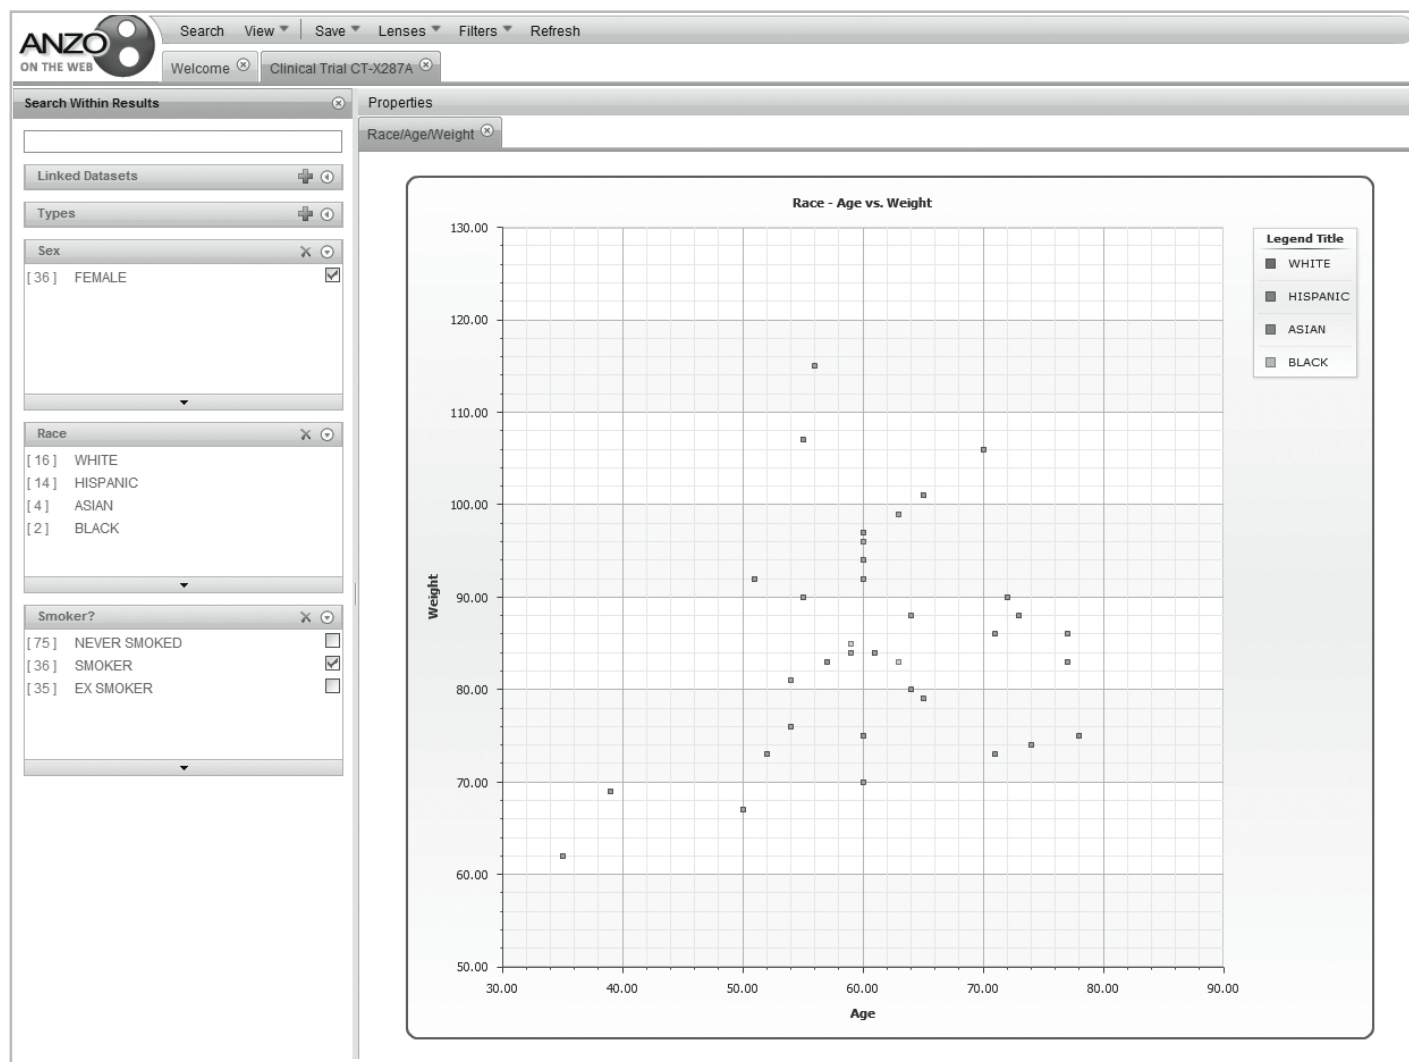 ANZO
ON THE WEB
Search View Save Lenses Filters Refresh
Welcome Clinical Trial CT-X287A
Search Within Results
Linked Datasets
Types
Sex
[ 36 ] FEMALE
Race
[ 16 ] WHITE
[ 14 ] HISPANIC
[ 4 ] ASIAN
[ 2 ] BLACK
Smoker?
[ 75 ] NEVER SMOKED
[ 36 ] SMOKER
[ 35 ] EX SMOKER
Properties
Race/Age/Weight
Race - Age vs. Weight
130.00
120.00
110.00
100.00
90.00
80.00
70.00
60.00
50.00
Weight
30.00 40.00 50.00 60.00 70.00 80.00 90.00
Age
Legend Title
WHITE
HISPANIC
ASIAN
BLACK